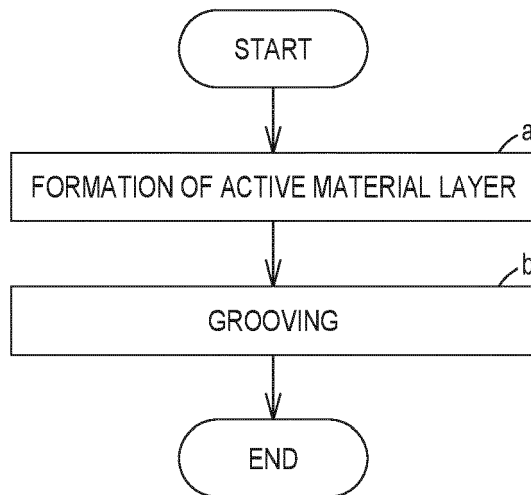 START
a
FORMATION OF ACTIVE MATERIAL LAYER
b
GROOVING
END